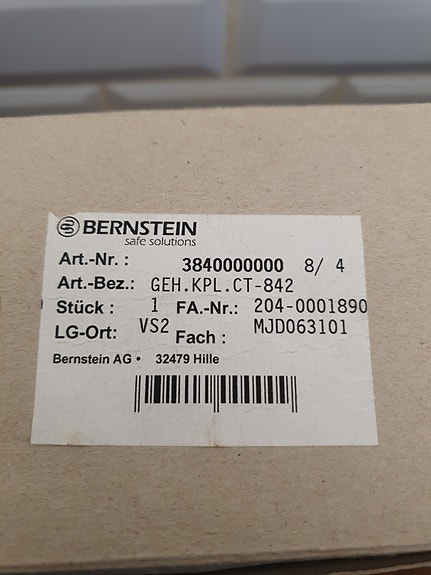 BERNSTEIN
safe solutions
Art.-Nr. : 3840000000 8/ 4
Art.-Bez.: GEH.KPL.CT-842
Stück : 1 FA.-Nr.: 204-0001890
LG-Ort: VS2 Fach : MJD063101
Bernstein AG • 32479 Hille